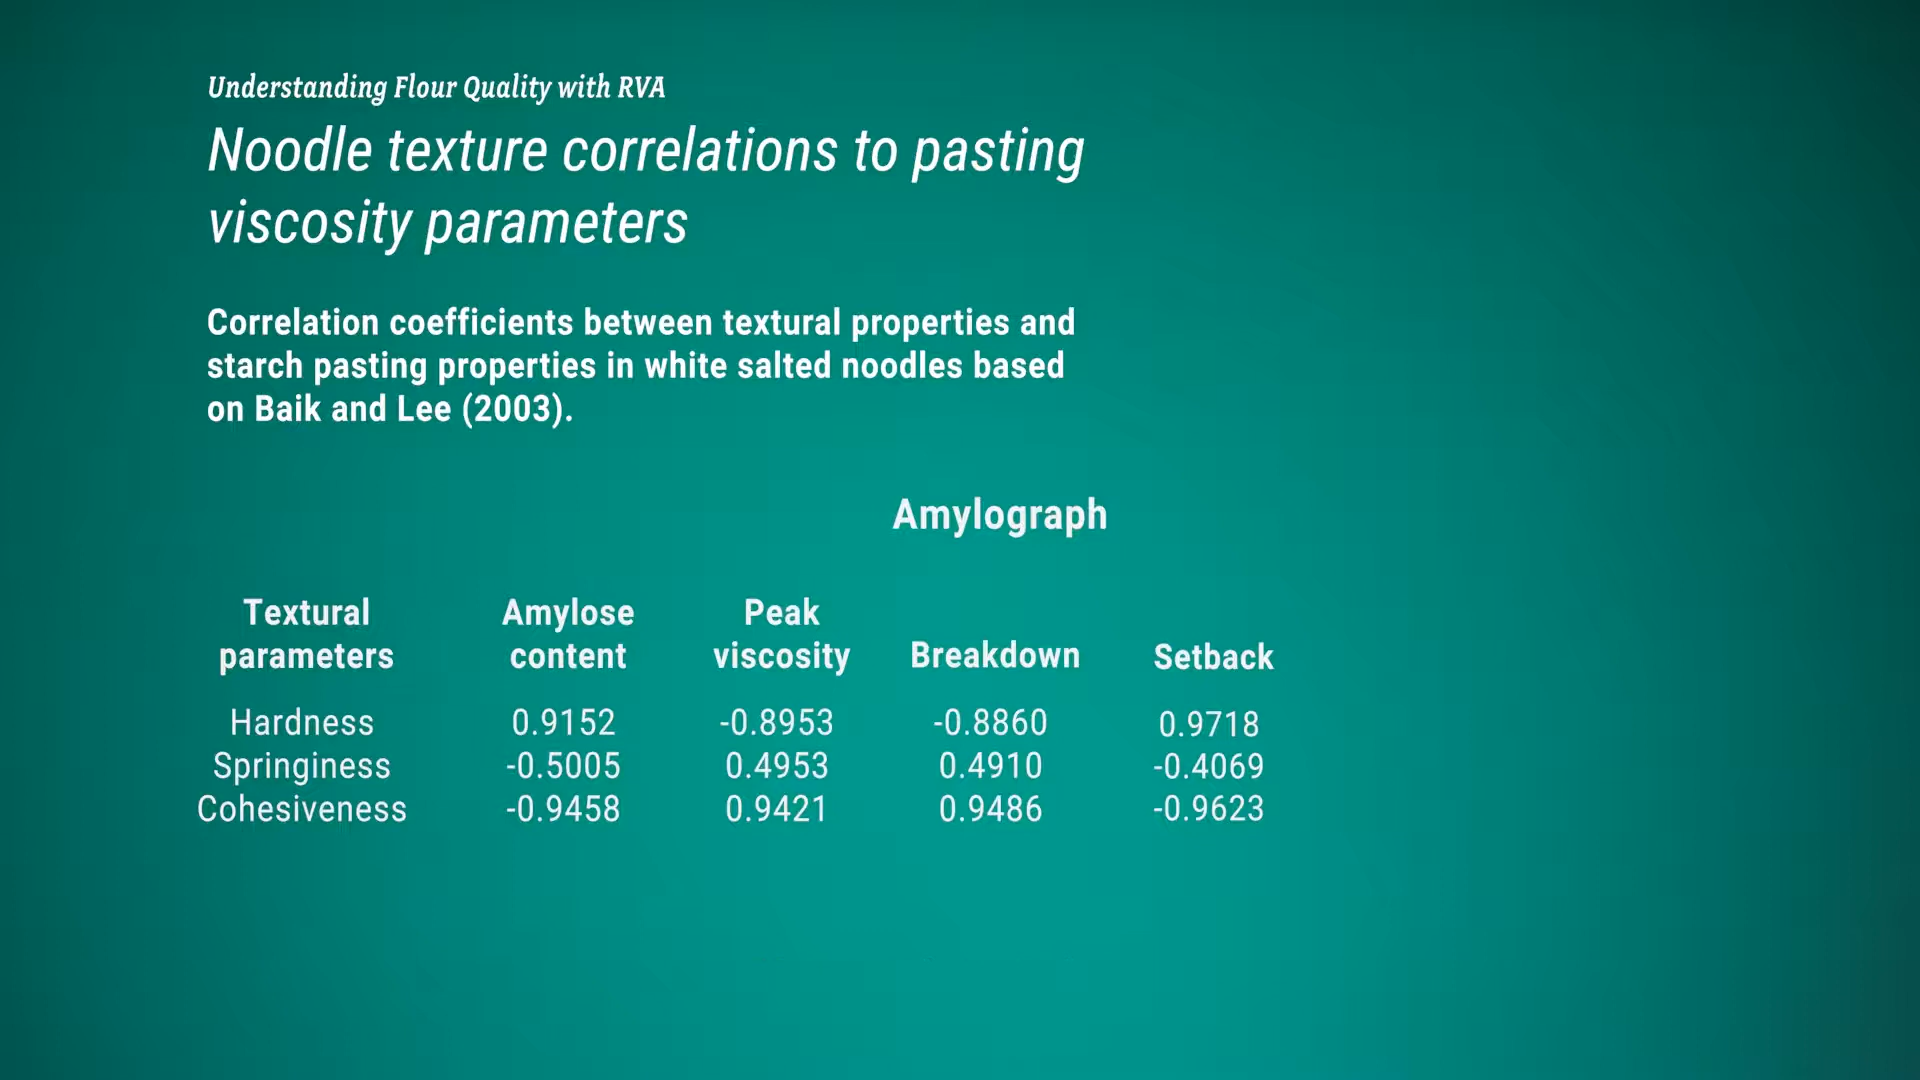 Understanding Flour Quality with RVA
Noodle texture correlations to pasting
viscosity parameters
Correlation coefficients between textural properties and
starch pasting properties in white salted noodles based
on Baik and Lee (2003).
Amylograph
Textural parameters Amylose content Peak viscosity Breakdown Setback
Hardness 0.9152 -0.8953 -0.8860 0.9718
Springiness -0.5005 0.4953 0.4910 -0.4069
Cohesiveness -0.9458 0.9421 0.9486 -0.9623